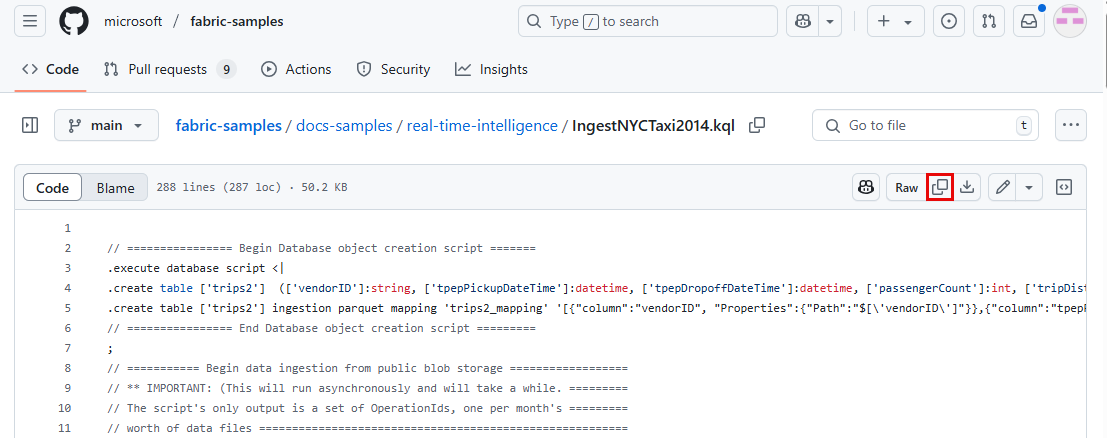 microsoft / fabric-samples
Type / to search
Code
Pull requests 9
Actions
Security
Insights
main
fabric-samples / docs-samples / real-time-intelligence / IngestNYCTaxi2014.kql
Go to file t
Code
Blame
288 lines (287 loc) · 50.2 KB
Raw
1
2 // ================ Begin Database object creation script =======
3 .execute database script <|
4 .create table ['trips2']  (['vendorID']:string, ['tpepPickupDateTime']:datetime, ['tpepDropoffDateTime']:datetime, ['passengerCount']:int, ['tripDist
5 .create table ['trips2'] ingestion parquet mapping 'trips2_mapping' '[{"column":"vendorID", "Properties":{"Path":"$[\'vendorID\']"}},{"column":"tpepP
6 // ================ End Database object creation script =========
7 ;
8 // =========== Begin data ingestion from public blob storage ==================
9 // ** IMPORTANT: (This will run asynchronously and will take a while. =========
10 // The script's only output is a set of OperationIds, one per month's =========
11 // worth of data files ========================================================